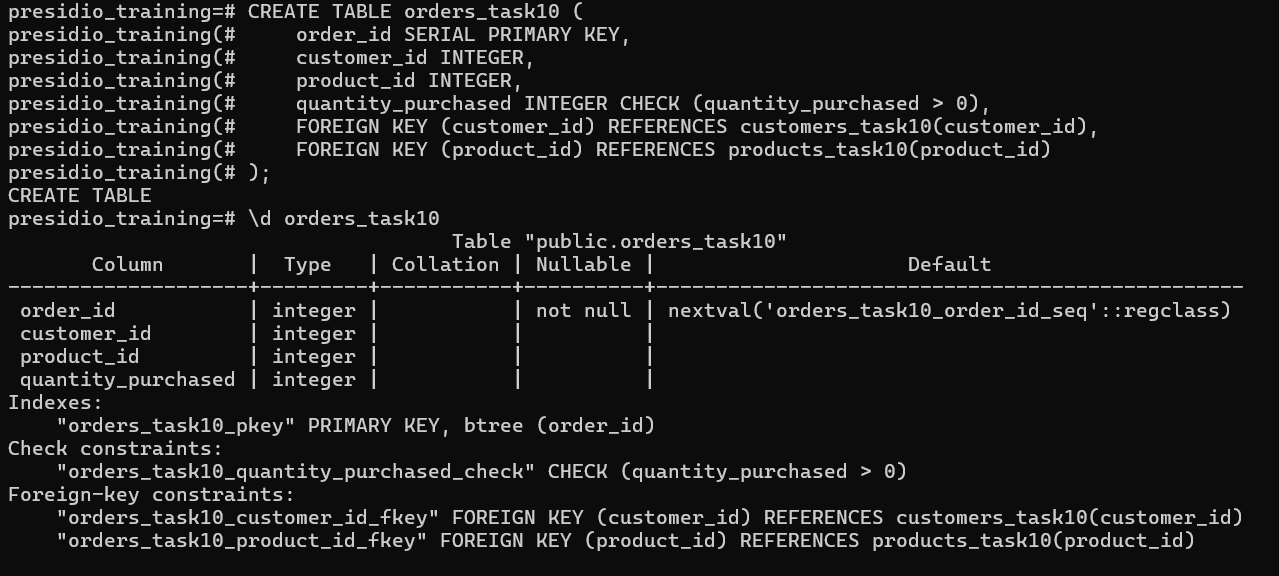 presidio_training=# CREATE TABLE orders_task10 (
presidio_training(#     order_id SERIAL PRIMARY KEY,
presidio_training(#     customer_id INTEGER,
presidio_training(#     product_id INTEGER,
presidio_training(#     quantity_purchased INTEGER CHECK (quantity_purchased > 0),
presidio_training(#     FOREIGN KEY (customer_id) REFERENCES customers_task10(customer_id),
presidio_training(#     FOREIGN KEY (product_id) REFERENCES products_task10(product_id)
presidio_training(# );
CREATE TABLE
presidio_training=# \d orders_task10
                                     Table "public.orders_task10"
       Column       |  Type   | Collation | Nullable |                     Default
--------------------+---------+-----------+----------+-------------------------------------------------
 order_id           | integer |           | not null | nextval('orders_task10_order_id_seq'::regclass)
 customer_id        | integer |           |          |
 product_id         | integer |           |          |
 quantity_purchased | integer |           |          |
Indexes:
    "orders_task10_pkey" PRIMARY KEY, btree (order_id)
Check constraints:
    "orders_task10_quantity_purchased_check" CHECK (quantity_purchased > 0)
Foreign-key constraints:
    "orders_task10_customer_id_fkey" FOREIGN KEY (customer_id) REFERENCES customers_task10(customer_id)
    "orders_task10_product_id_fkey" FOREIGN KEY (product_id) REFERENCES products_task10(product_id)